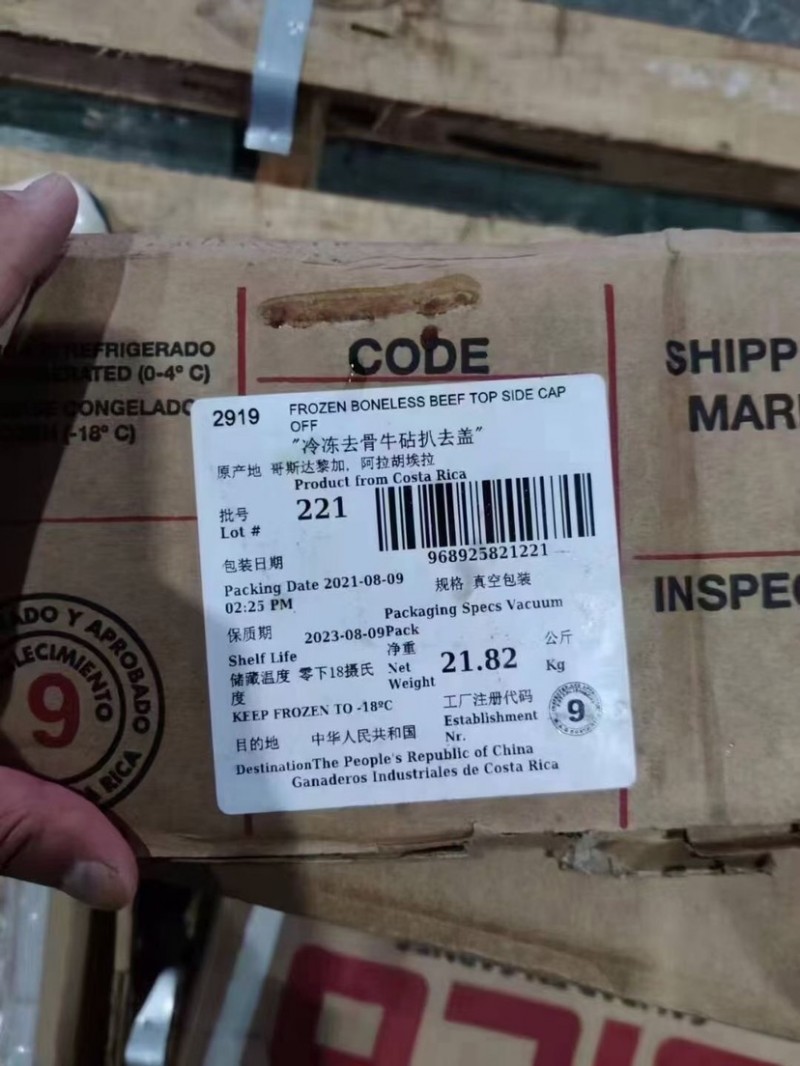 REFRIGERADO
(0-4º C)
CONGELADO
(-18º C)
CODE
SHIPP
MAR
INSPE
2919 FROZEN BONELESS BEEF TOP SIDE CAP
OFF
"冷冻去骨牛砧扒去盖"
原产地 哥斯达黎加, 阿拉胡埃拉
Product from Costa Rica
批号 221
Lot #
968925821221
包装日期
Packing Date 2021-08-09 规格 真空包装
02:25 PM
Packaging Specs Vacuum
保质期 2023-08-09Pack
Shelf Life
净重 21.82 公斤
Net Kg
Weight
储藏温度 零下18摄氏
度
KEEP FROZEN TO -18ºC
工厂注册代码
Establishment 9
Nr.
目的地 中华人民共和国
DestinationThe People's Republic of China
Ganaderos Industriales de Costa Rica
ADO Y APROBADO
LECIMIENTO
9
RICA